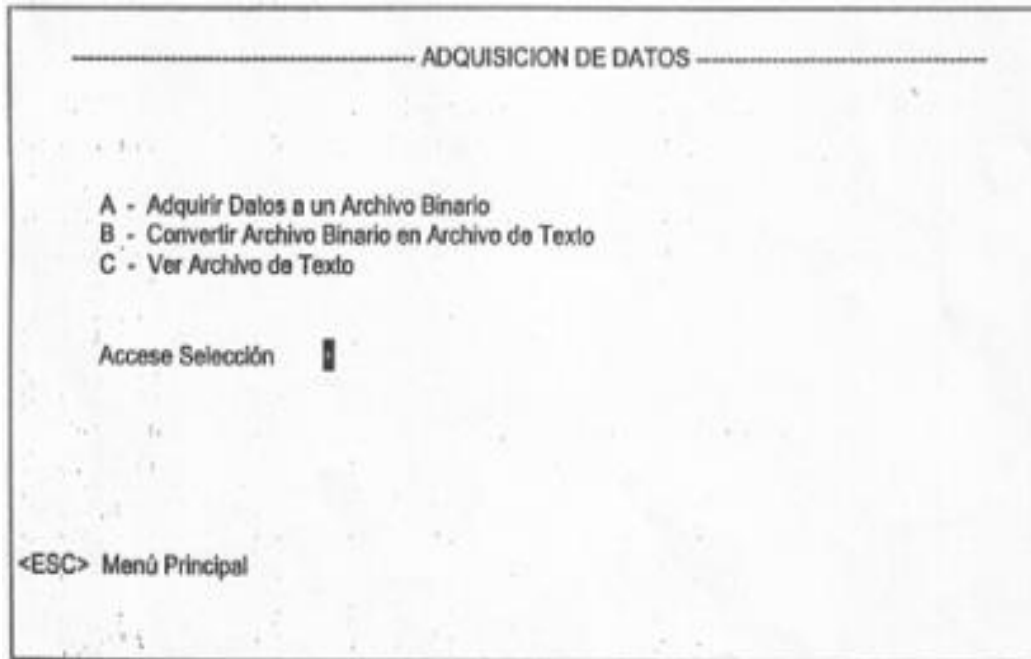 ---------------------------------------- ADQUISICION DE DATOS ----------------------------------
A - Adquirir Datos a un Archivo Binario
B - Convertir Archivo Binario en Archivo de Texto
C - Ver Archivo de Texto
Accese Selección
<ESC> Menú Principal